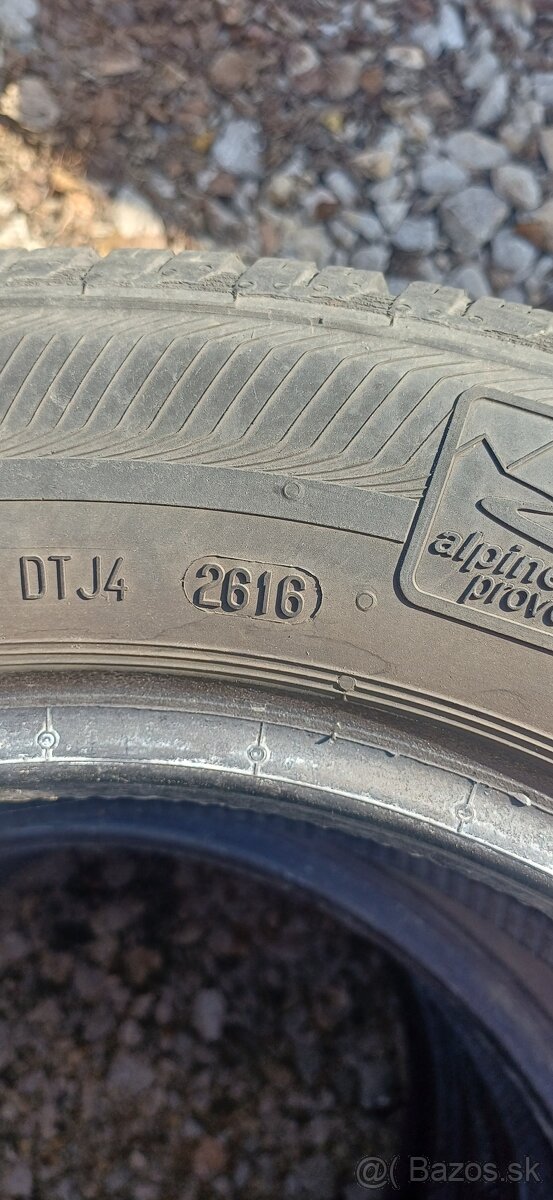 alpine
prove
DTJ4 2616
@( Bazos.sk